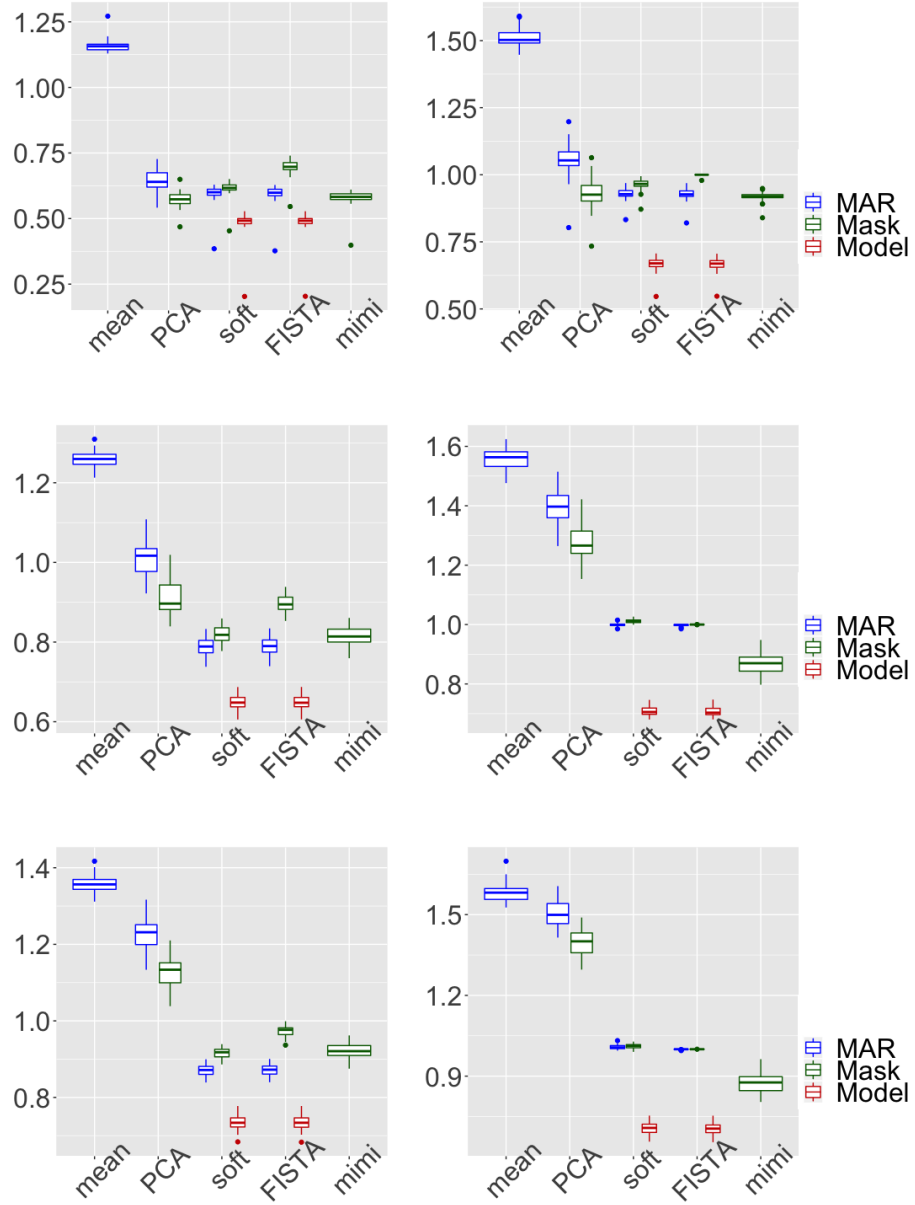 1.25
1.00
0.75
0.50
0.25
mean
PCA
soft
FISTA
mimi
1.50
1.25
1.00
0.75
0.50
mean
PCA
soft
FISTA
mimi
MAR
Mask
Model
1.2
1.0
0.8
0.6
mean
PCA
soft
FISTA
mimi
1.6
1.4
1.2
1.0
0.8
mean
PCA
soft
FISTA
mimi
MAR
Mask
Model
1.4
1.2
1.0
0.8
mean
PCA
soft
FISTA
mimi
1.5
1.2
0.9
mean
PCA
soft
FISTA
mimi
MAR
Mask
Model